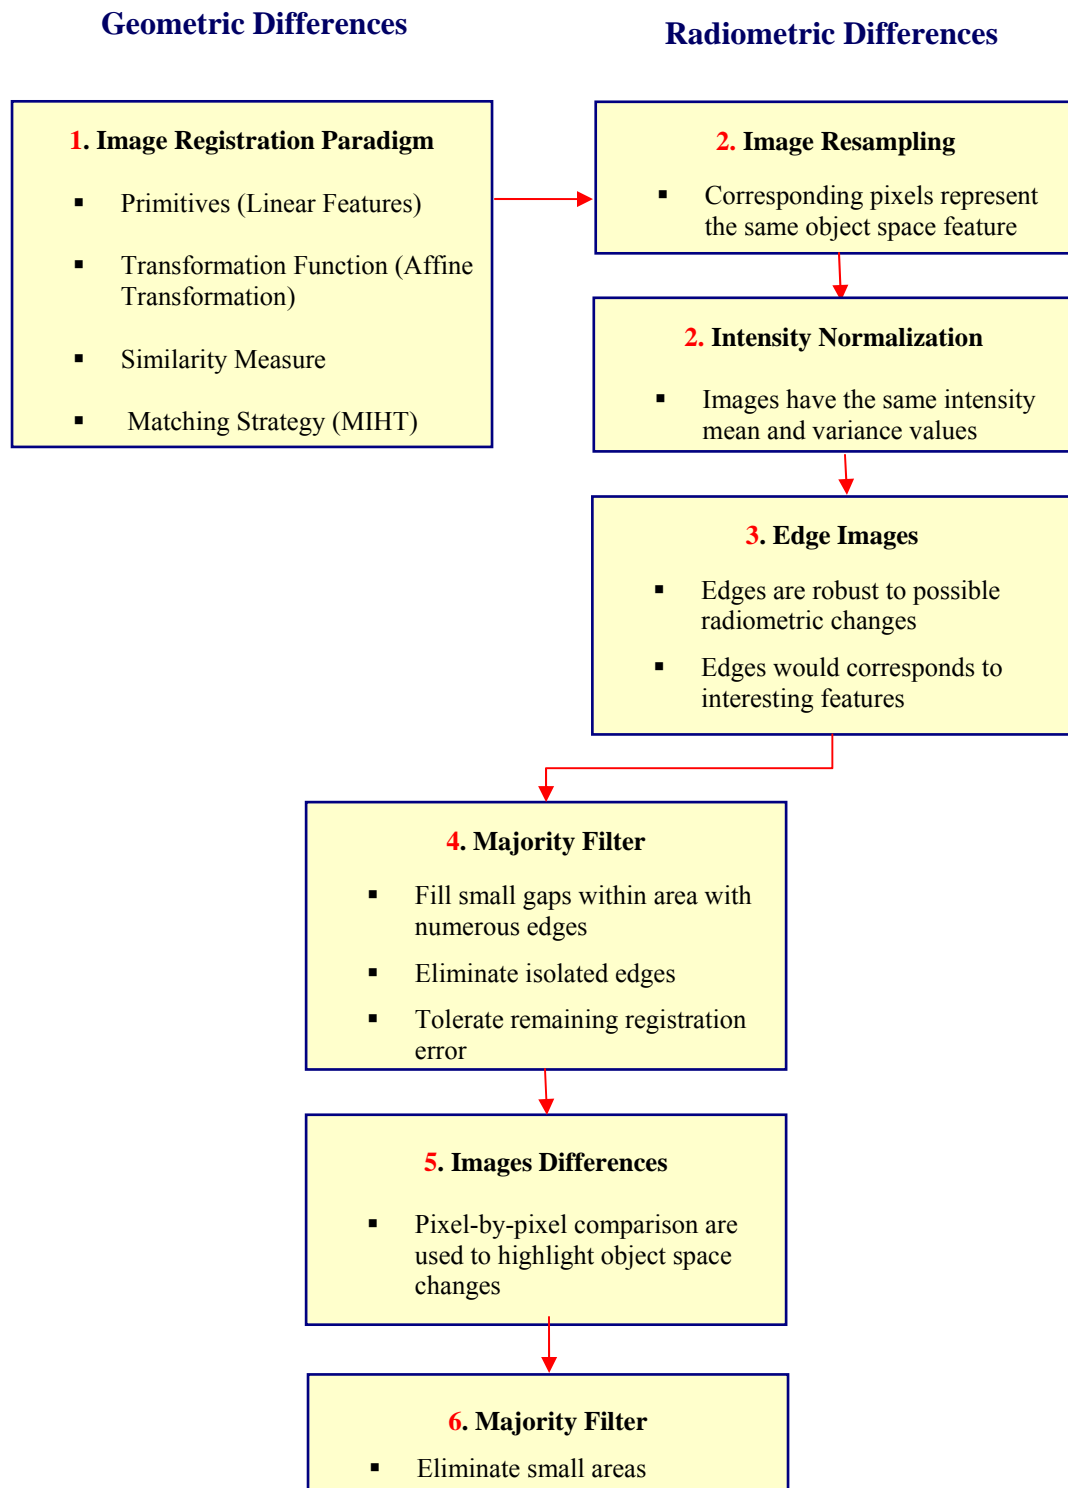 Geometric Differences
Radiometric Differences
1. Image Registration Paradigm
▪ Primitives (Linear Features)
▪ Transformation Function (Affine
Transformation)
▪ Similarity Measure
▪ Matching Strategy (MIHT)
2. Image Resampling
▪ Corresponding pixels represent
the same object space feature
2. Intensity Normalization
▪ Images have the same intensity
mean and variance values
3. Edge Images
▪ Edges are robust to possible
radiometric changes
▪ Edges would corresponds to
interesting features
4. Majority Filter
▪ Fill small gaps within area with
numerous edges
▪ Eliminate isolated edges
▪ Tolerate remaining registration
error
5. Images Differences
▪ Pixel-by-pixel comparison are
used to highlight object space
changes
6. Majority Filter
▪ Eliminate small areas